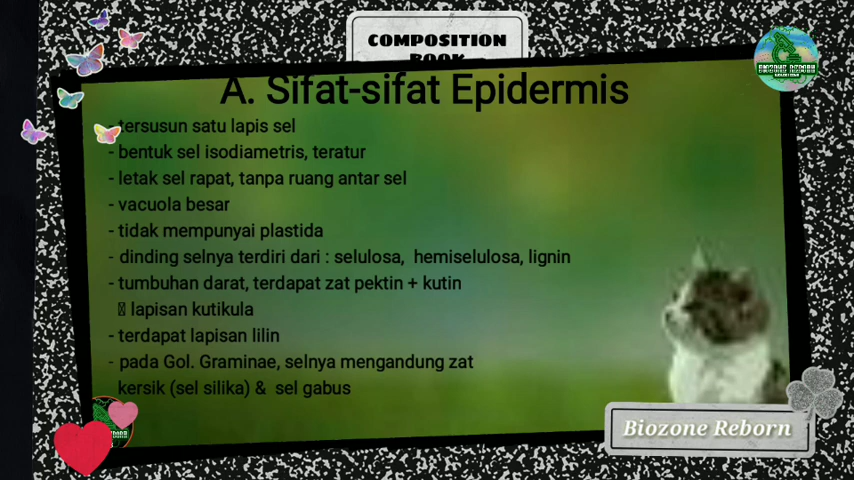 COMPOSITION
BOOK
BIOZONE REBORN
A. Sifat-sifat Epidermis
- tersusun satu lapis sel
- bentuk sel isodiametris, teratur
- letak sel rapat, tanpa ruang antar sel
- vacuola besar
- tidak mempunyai plastida
- dinding selnya terdiri dari : selulosa, hemiselulosa, lignin
- tumbuhan darat, terdapat zat pektin + kutin
lapisan kutikula
- terdapat lapisan lilin
- pada Gol. Graminae, selnya mengandung zat
kersik (sel silika) & sel gabus
Biozone Reborn